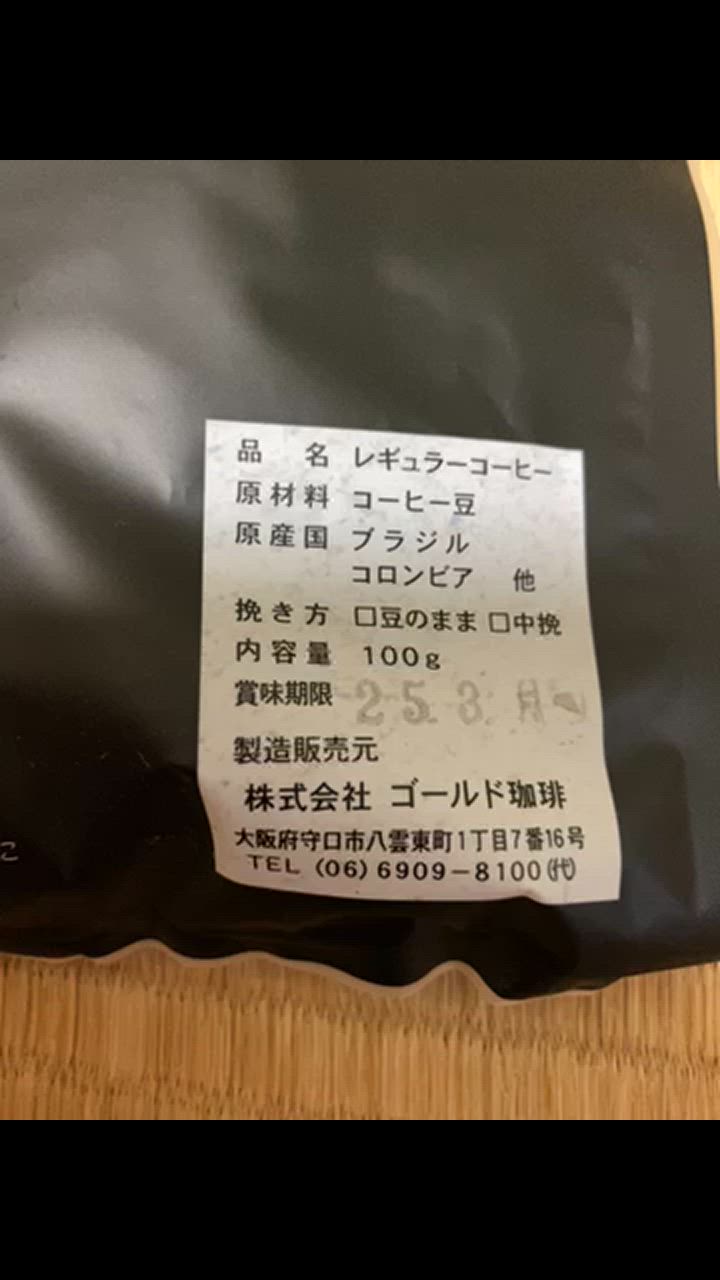 品名 レギュラーコーヒー
原材料 コーヒー豆
原産国 ブラジル
コロンビア 他
挽き方 □豆のまま □中挽
内容量 100g
賞味期限 25.3.月
製造販売元
株式会社 ゴールド珈琲
大阪府守口市八雲東町1丁目7番16号
TEL (06)6909-8100(代)
こ